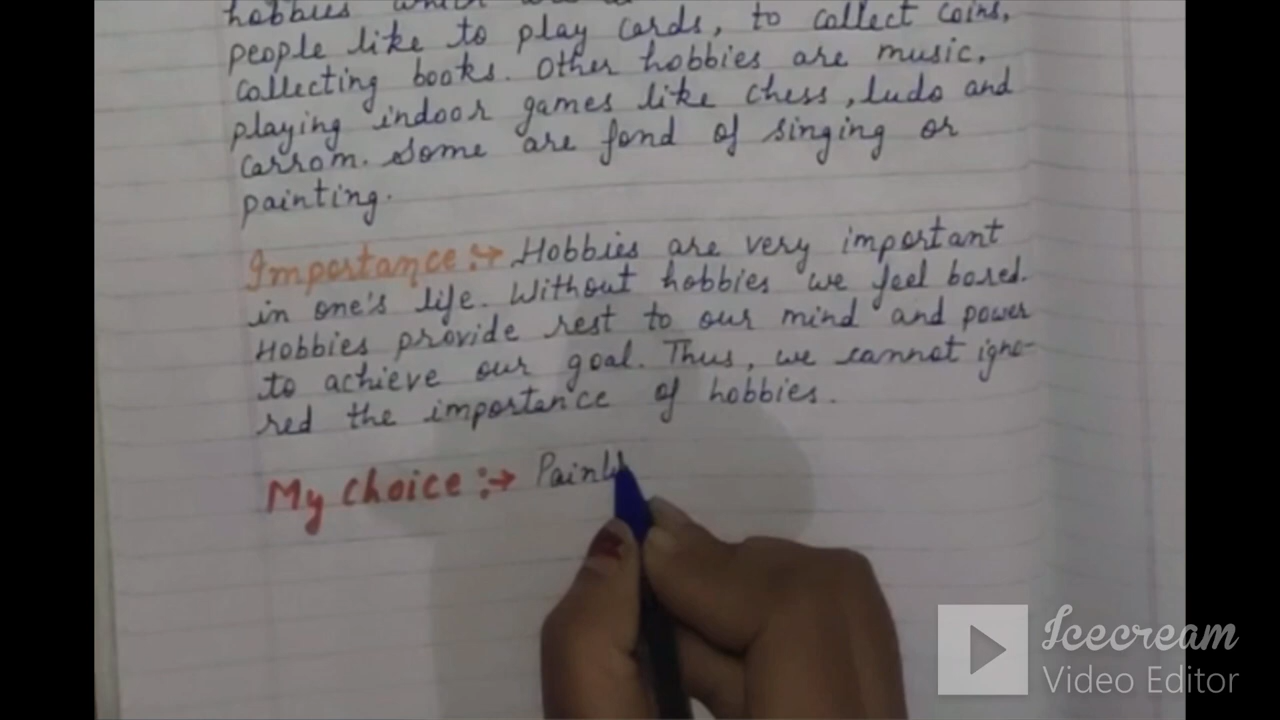 hobbies which
people like to play cards, to collect coins,
collecting books. Other hobbies are music,
playing indoor games like chess, ludo and
carrom. Some are fond of singing or
painting.
Importance :→ Hobbies are very important
in one's life. Without hobbies we feel bored.
Hobbies provide rest to our mind and power
to achieve our goal. Thus, we cannot igno-
red the importance of hobbies.
My Choice :→ Paint
Icecream
Video Editor